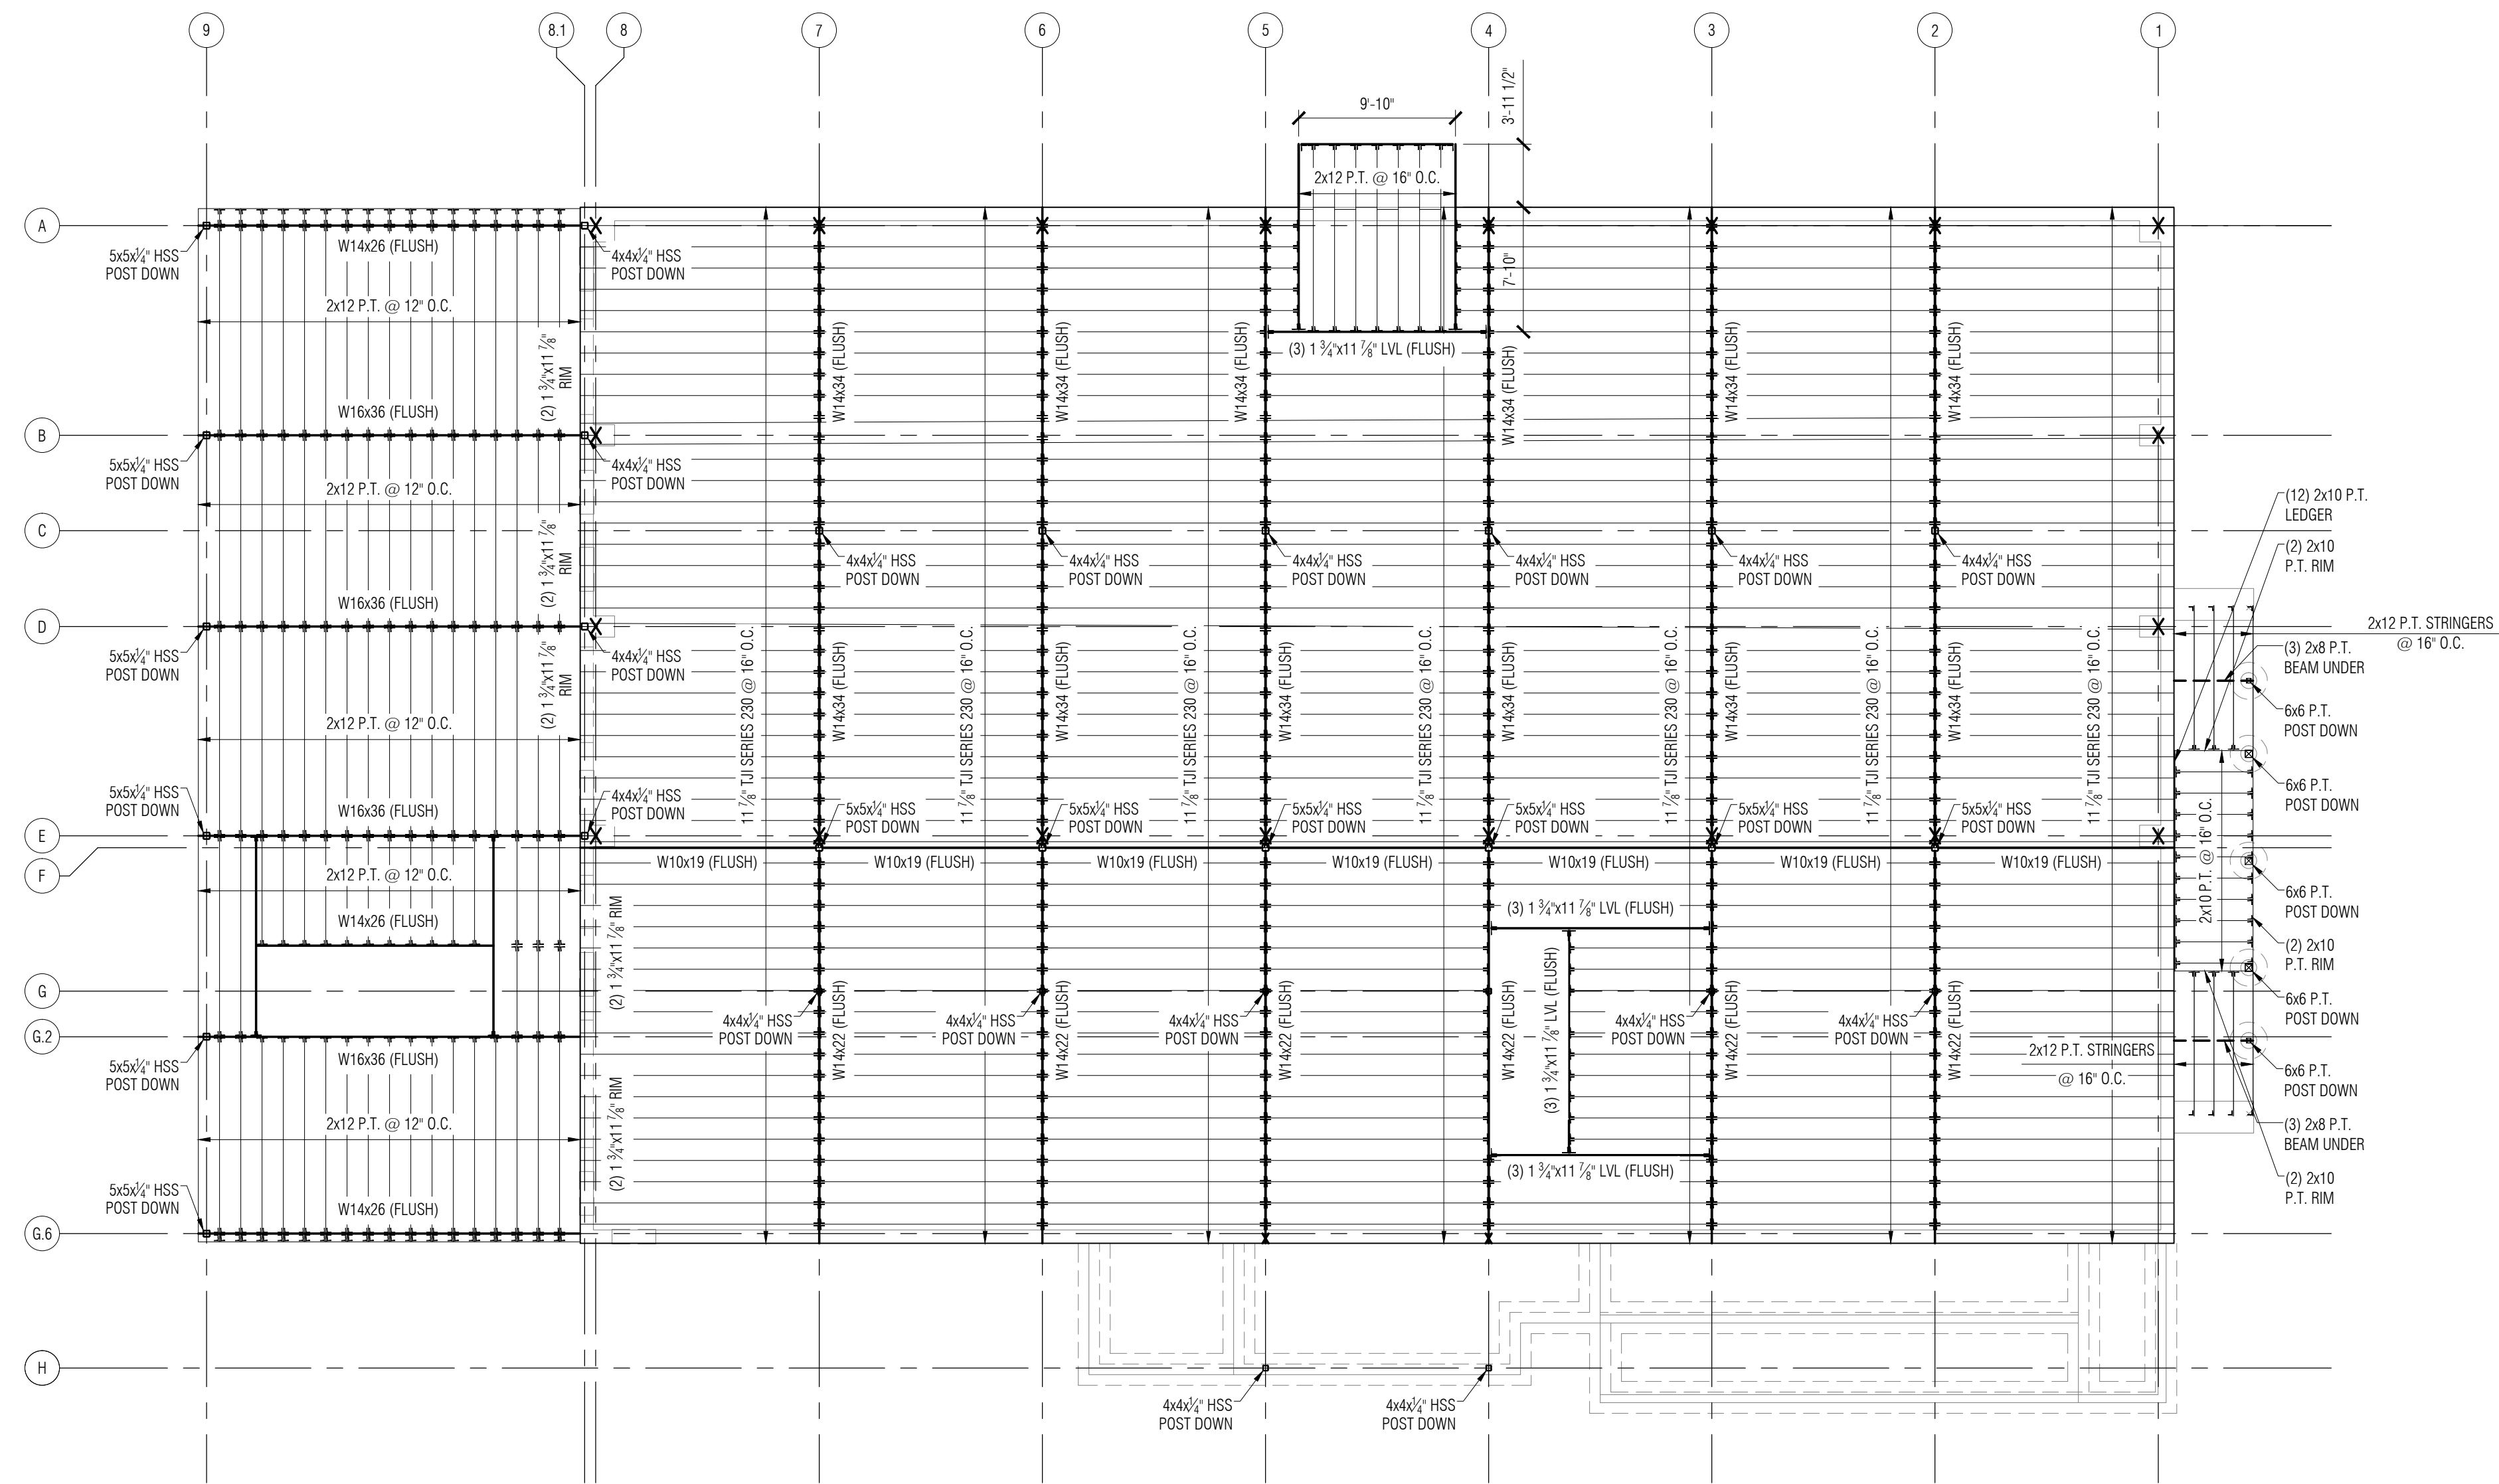 9
8.1
8
7
6
5
4
3
2
1
9'-10"
3'-11 1/2"
2x12 P.T. @ 16" O.C.
7'-10"
(3) 1 3/4"x11 7/8" LVL (FLUSH)
A
W14x26 (FLUSH)
5x5x1/4" HSS
POST DOWN
4x4x1/4" HSS
POST DOWN
2x12 P.T. @ 12" O.C.
(2) 1 3/4"x11 7/8"
RIM
W14x34 (FLUSH)
W14x34 (FLUSH)
W14x34 (FLUSH)
W14x34 (FLUSH)
W14x34 (FLUSH)
W14x34 (FLUSH)
W16x36 (FLUSH)
B
5x5x1/4" HSS
POST DOWN
4x4x1/4" HSS
POST DOWN
2x12 P.T. @ 12" O.C.
C
(2) 1 3/4"x11 7/8"
RIM
4x4x1/4" HSS
POST DOWN
4x4x1/4" HSS
POST DOWN
4x4x1/4" HSS
POST DOWN
4x4x1/4" HSS
POST DOWN
4x4x1/4" HSS
POST DOWN
4x4x1/4" HSS
POST DOWN
(12) 2x10 P.T.
LEDGER
(2) 2x10
P.T. RIM
W16x36 (FLUSH)
D
5x5x1/4" HSS
POST DOWN
4x4x1/4" HSS
POST DOWN
(2) 1 3/4"x11 7/8"
RIM
2x12 P.T. @ 12" O.C.
11 7/8" TJI SERIES 230 @ 16" O.C.
W14x34 (FLUSH)
11 7/8" TJI SERIES 230 @ 16" O.C.
W14x34 (FLUSH)
11 7/8" TJI SERIES 230 @ 16" O.C.
W14x34 (FLUSH)
11 7/8" TJI SERIES 230 @ 16" O.C.
W14x34 (FLUSH)
11 7/8" TJI SERIES 230 @ 16" O.C.
W14x34 (FLUSH)
11 7/8" TJI SERIES 230 @ 16" O.C.
W14x34 (FLUSH)
11 7/8" TJI SERIES 230 @ 16" O.C.
2x12 P.T. STRINGERS
@ 16" O.C.
(3) 2x8 P.T.
BEAM UNDER
6x6 P.T.
POST DOWN
6x6 P.T.
POST DOWN
5x5x1/4" HSS
POST DOWN
W16x36 (FLUSH)
4x4x1/4" HSS
POST DOWN
5x5x1/4" HSS
POST DOWN
5x5x1/4" HSS
POST DOWN
5x5x1/4" HSS
POST DOWN
5x5x1/4" HSS
POST DOWN
5x5x1/4" HSS
POST DOWN
5x5x1/4" HSS
POST DOWN
E
F
W10x19 (FLUSH)
W10x19 (FLUSH)
W10x19 (FLUSH)
W10x19 (FLUSH)
W10x19 (FLUSH)
W10x19 (FLUSH)
W10x19 (FLUSH)
2x10 P.T. @ 16" O.C.
6x6 P.T.
POST DOWN
2x12 P.T. @ 12" O.C.
W14x26 (FLUSH)
(2) 1 3/4"x11 7/8" RIM
(3) 1 3/4"x11 7/8" LVL (FLUSH)
(2) 2x10
P.T. RIM
G
4x4x1/4" HSS
POST DOWN
4x4x1/4" HSS
POST DOWN
4x4x1/4" HSS
POST DOWN
4x4x1/4" HSS
POST DOWN
4x4x1/4" HSS
POST DOWN
W14x22 (FLUSH)
W14x22 (FLUSH)
W14x22 (FLUSH)
W14x22 (FLUSH)
(3) 1 3/4"x11 7/8" LVL (FLUSH)
W14x22 (FLUSH)
W14x22 (FLUSH)
6x6 P.T.
POST DOWN
G.2
W16x36 (FLUSH)
5x5x1/4" HSS
POST DOWN
2x12 P.T. STRINGERS
@ 16" O.C.
6x6 P.T.
POST DOWN
2x12 P.T. @ 12" O.C.
(2) 1 3/4"x11 7/8" RIM
(3) 2x8 P.T.
BEAM UNDER
(3) 1 3/4"x11 7/8" LVL (FLUSH)
(2) 2x10
P.T. RIM
5x5x1/4" HSS
POST DOWN
W14x26 (FLUSH)
G.6
H
4x4x1/4" HSS
POST DOWN
4x4x1/4" HSS
POST DOWN